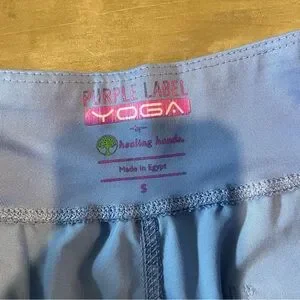 PURPLE LABEL
YOGA
by
healing hands.
Made in Egypt
S